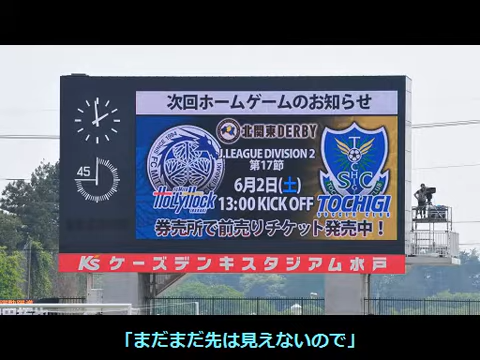 次回ホームゲームのお知らせ
北関東DERBY
J.LEAGUE DIVISION 2
第17節
6月2日(土)
13:00 KICK OFF
HOLLYHOCK
TSC
TOCHIGI
券売所で前売りチケット発売中!
45
K's ケーズデンキスタジアム水戸
「まだまだ先は見えないので」